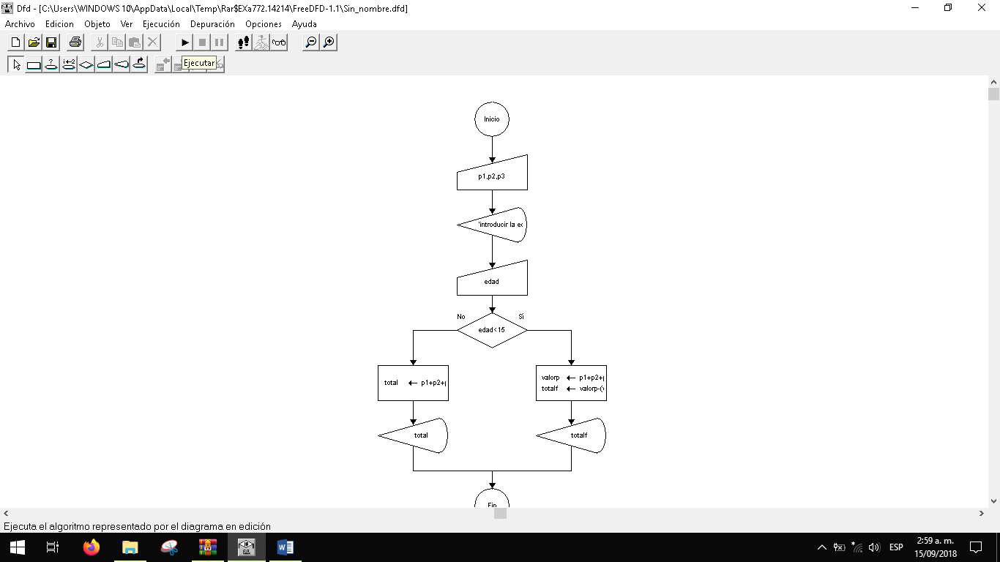 Dfd - [C:\Users\WINDOWS 10\AppData\Local\Temp\Rar$EXa772.14214\FreeDFD-1.1\Sin_nombre.dfd]
Archivo Edicion Objeto Ver Ejecución Depuración Opciones Ayuda
Ejecutar
Inicio
p1,p2,p3
'introducir la
edad
No Sí
edad<15
total ← p1+p2+
valorp ← p1+p2+
totalf ← valorp-(
total
totalf
Fin
Ejecuta el algoritmo representado por el diagrama en edición
ESP
2:59 a. m.
15/09/2018